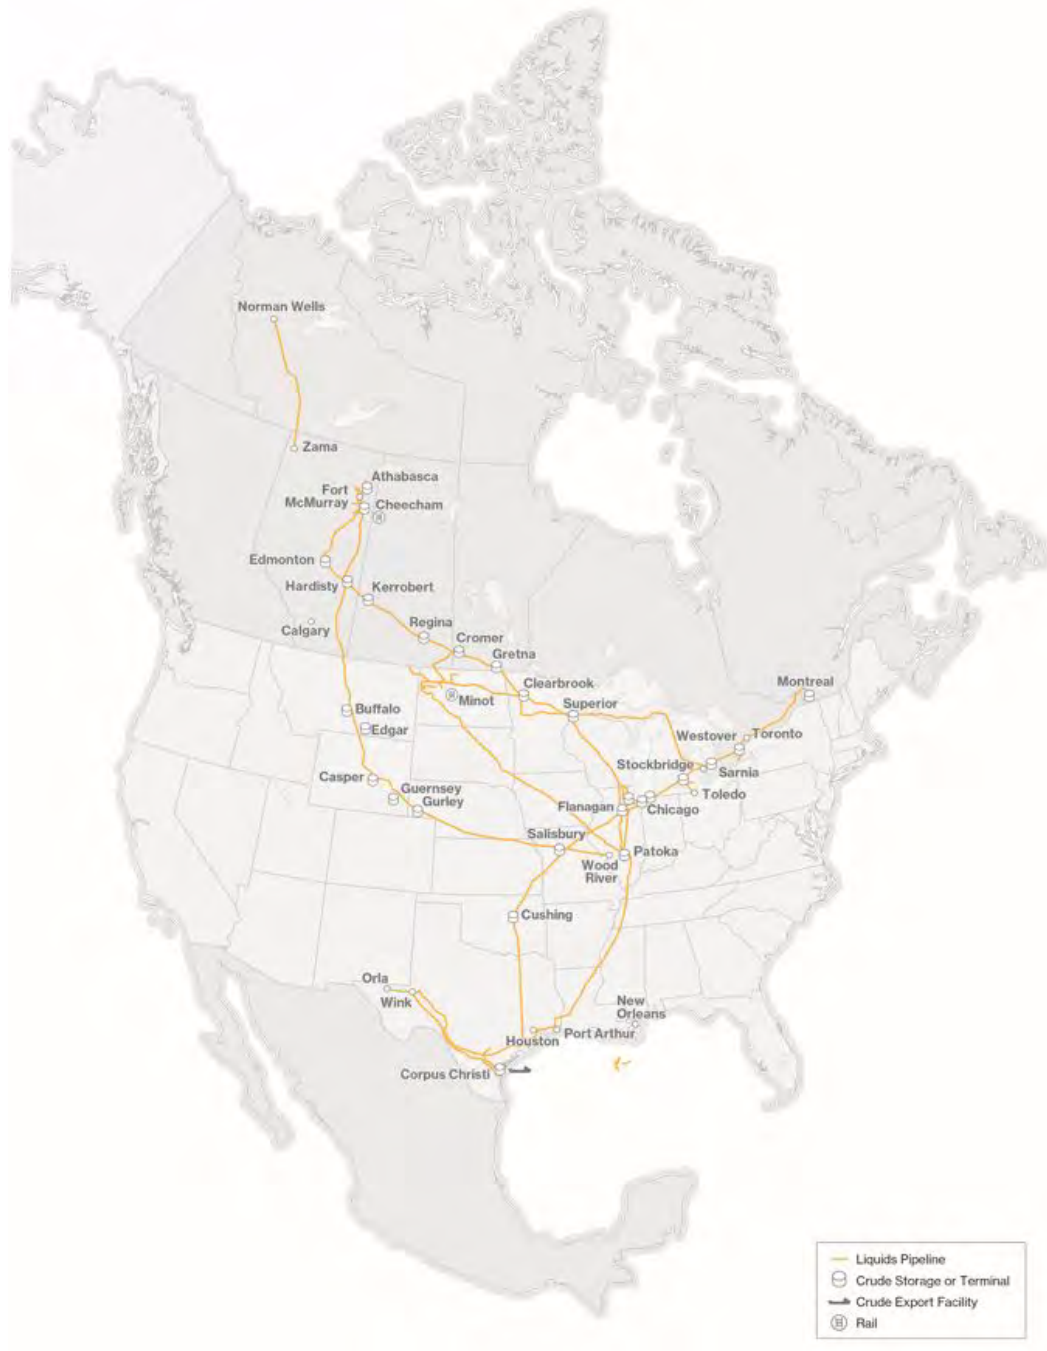 Norman Wells
Zama
Athabasca
Fort
McMurray
Cheecham
Edmonton
Hardisty
Kerrobert
Calgary
Regina
Cromer
Gretna
Clearbrook
Minot
Superior
Montreal
Buffalo
Edgar
Westover
Toronto
Stockbridge
Sarnia
Toledo
Casper
Guernsey
Gurley
Flanagan
Chicago
Salisbury
Patoka
Wood
River
Cushing
Orla
Wink
New
Orleans
Houston
Port Arthur
Corpus Christi
Liquids Pipeline
Crude Storage or Terminal
Crude Export Facility
Rail